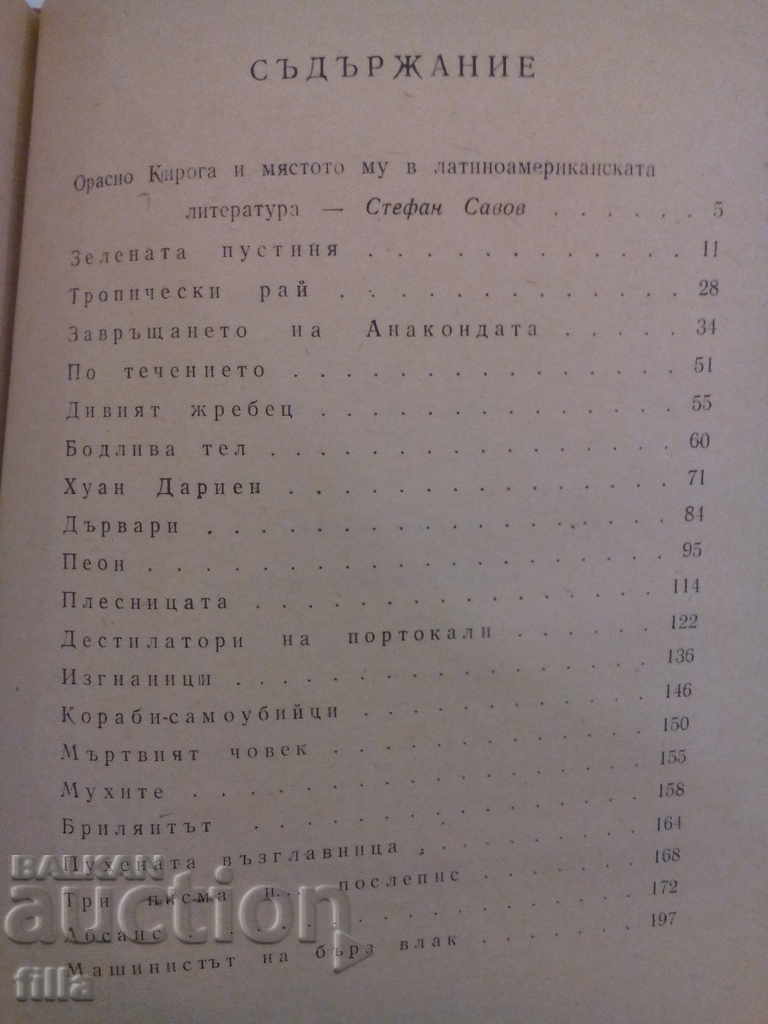 СЪДЪРЖАНИЕ
Орасио Кирога и мястото му в латиноамериканската
литература — Стефан Савов . . . . . . 5
Зелената пустиня . . . . . . . . . . . 11
Тропически рай . . . . . . . . . . . . 28
Завръщането на Анакондата . . . . . 34
По течението . . . . . . . . . . . . . 51
Дивият жребец . . . . . . . . . . . . 55
Бодлива тел . . . . . . . . . . . . . 60
Хуан Дариен . . . . . . . . . . . . . 71
Дървари . . . . . . . . . . . . . . . 84
Пеон . . . . . . . . . . . . . . . . . 95
Плесницата . . . . . . . . . . . . . . 114
Дестилатори на портокали . . . . . . 122
Изгнаници . . . . . . . . . . . . . . 136
Кораби-самоубийци . . . . . . . . . . 146
Мъртвият човек . . . . . . . . . . . 150
Мухите . . . . . . . . . . . . . . . . 155
Брилянтът . . . . . . . . . . . . . . 158
Пухената възглавница . . . . . . . . 164
Три писма и... послепис . . . . . . . 168
Абсанс . . . . . . . . . . . . . . . . 172
Машинистът на бърз влак . . . . . . . 197
BALKAN
auction
filla